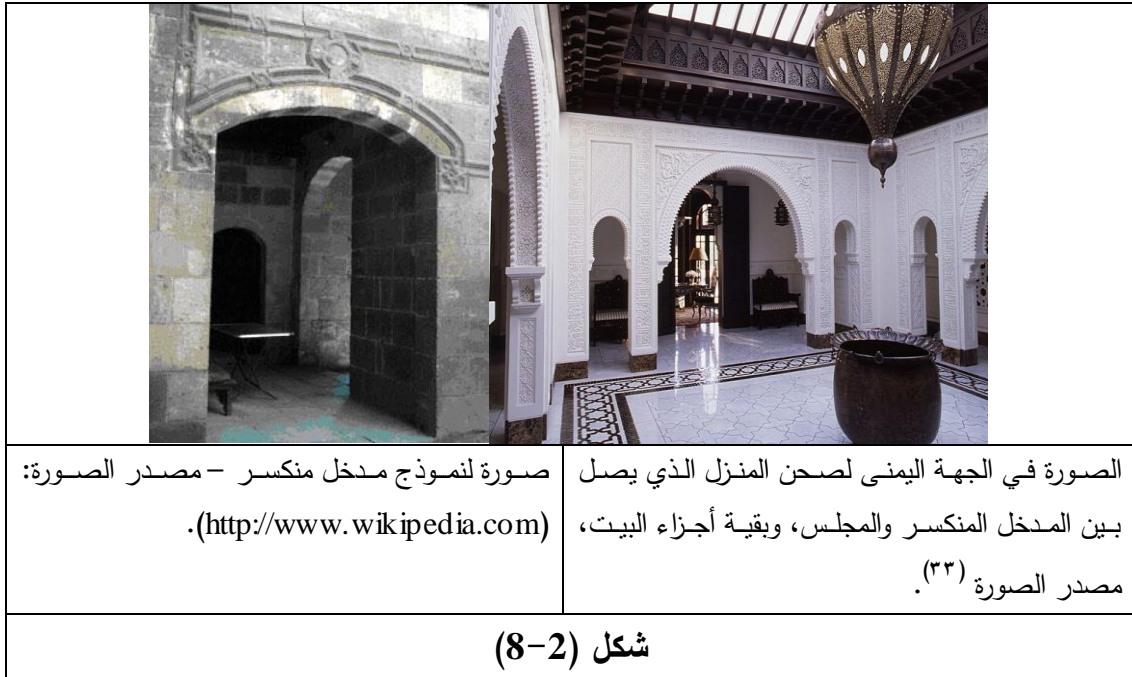 الصورة في الجهة اليمنى لصحن المنزل الذي يصل
بين المدخل المنكسر والمجلس، وبقية أجزاء البيت،
مصدر الصورة (٣٣).
صورة لنموذج مدخل منكسر – مصدر الصورة:
(http://www.wikipedia.com).
شكل (2-8)